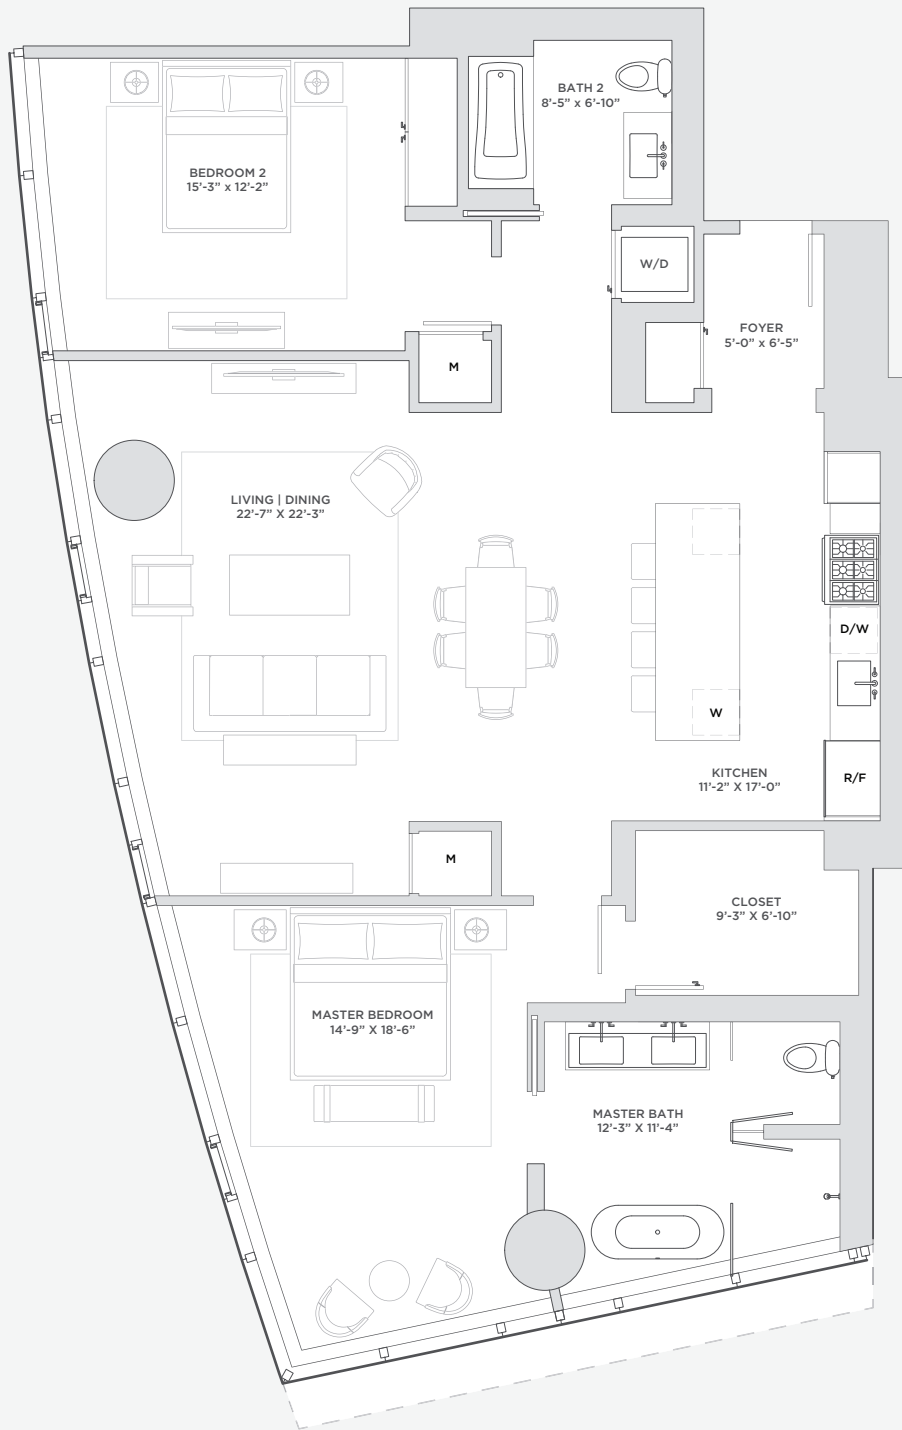 BATH 2
8'-5" x 6'-10"
BEDROOM 2
15'-3" x 12'-2"
W/D
FOYER
5'-0" x 6'-5"
M
LIVING | DINING
22'-7" X 22'-3"
D/W
W
KITCHEN
11'-2" X 17'-0"
R/F
M
CLOSET
9'-3" X 6'-10"
MASTER BEDROOM
14'-9" X 18'-6"
MASTER BATH
12'-3" X 11'-4"